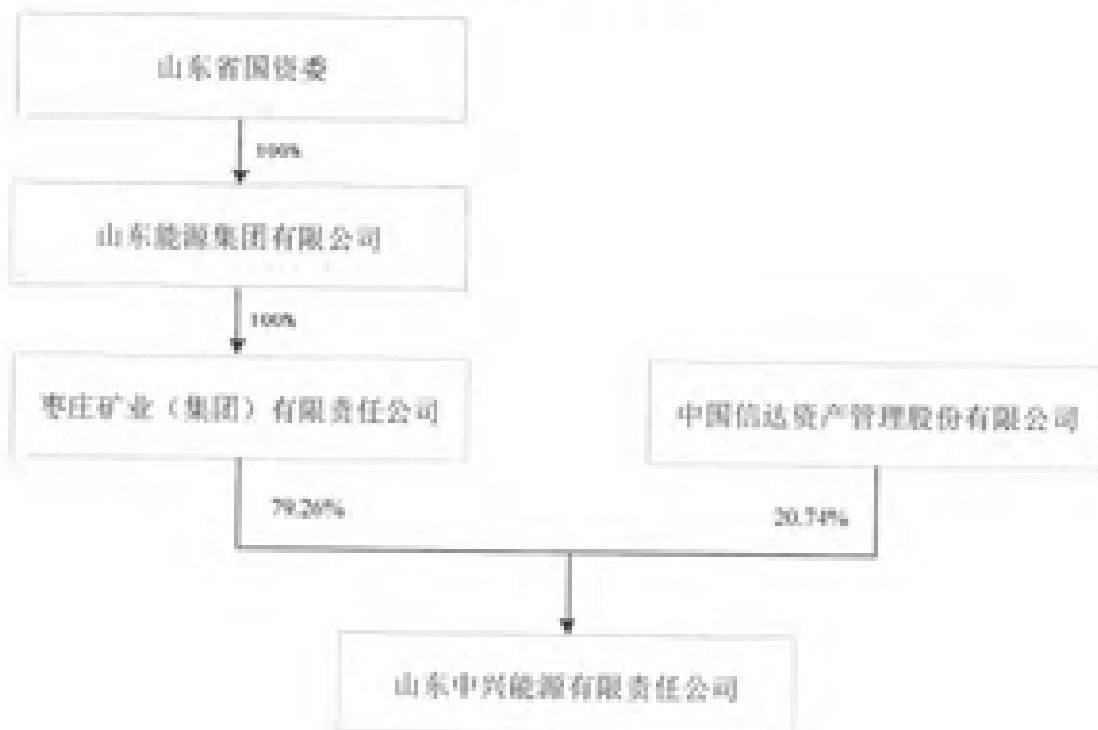 山东省国资委
100%
山东能源集团有限公司
100%
枣庄矿业（集团）有限责任公司
中国信达资产管理股份有限公司
79.26%
20.74%
山东中兴能源有限责任公司